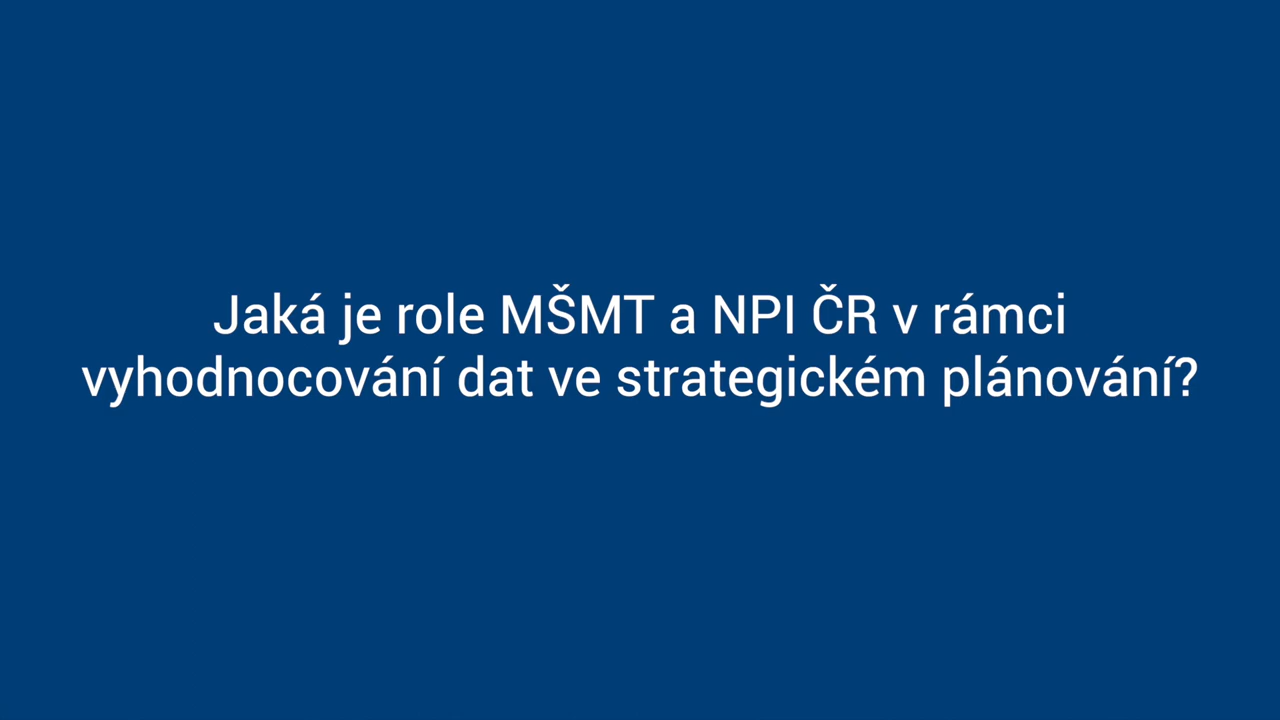 Jaká je role MŠMT a NPI ČR v rámci
vyhodnocování dat ve strategickém plánování?